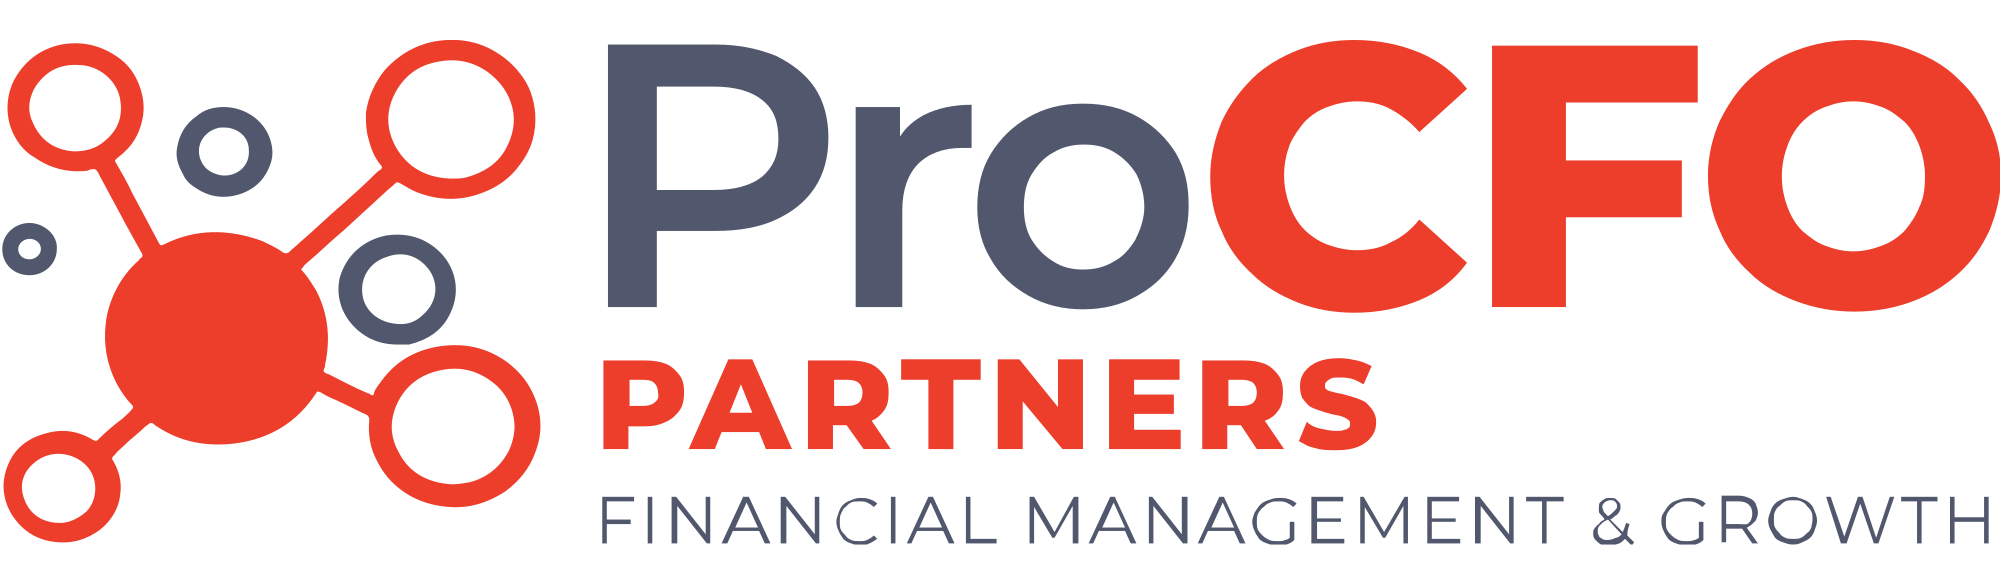 ProCFO
PARTNERS
FINANCIAL MANAGEMENT & GROWTH